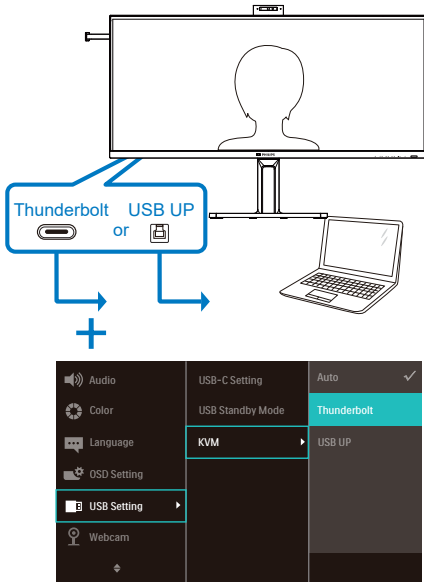 PHILIPS
Thunderbolt USB UP
or
Audio USB-C Setting Auto
Color USB Standby Mode Thunderbolt
Language KVM USB UP
OSD Setting
USB Setting
Webcam